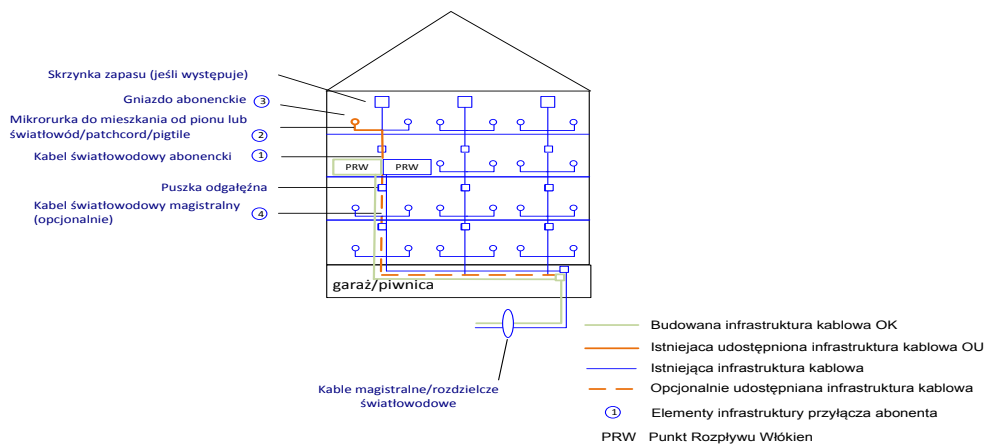 Skrzynka zapasu (jeśli występuje)
Gniazdo abonenckie 3
Mikrorurka do mieszkania od pionu lub
światłowód/patchcord/pigtile 2
Kabel światłowodowy abonencki 1
PRW PRW
Puszka odgałęźna
Kabel światłowodowy magistralny
(opcjonalnie) 4
garaż/piwnica
Kable magistralne/rozdzielcze
światłowodowe
Budowana infrastruktura kablowa OK
Istniejaca udostępniona infrastruktura kablowa OU
Istniejąca infrastruktura kablowa
Opcjonalnie udostępniana infrastruktura kablowa
1 Elementy infrastruktury przyłącza abonenta
PRW Punkt Rozpływu Włókien